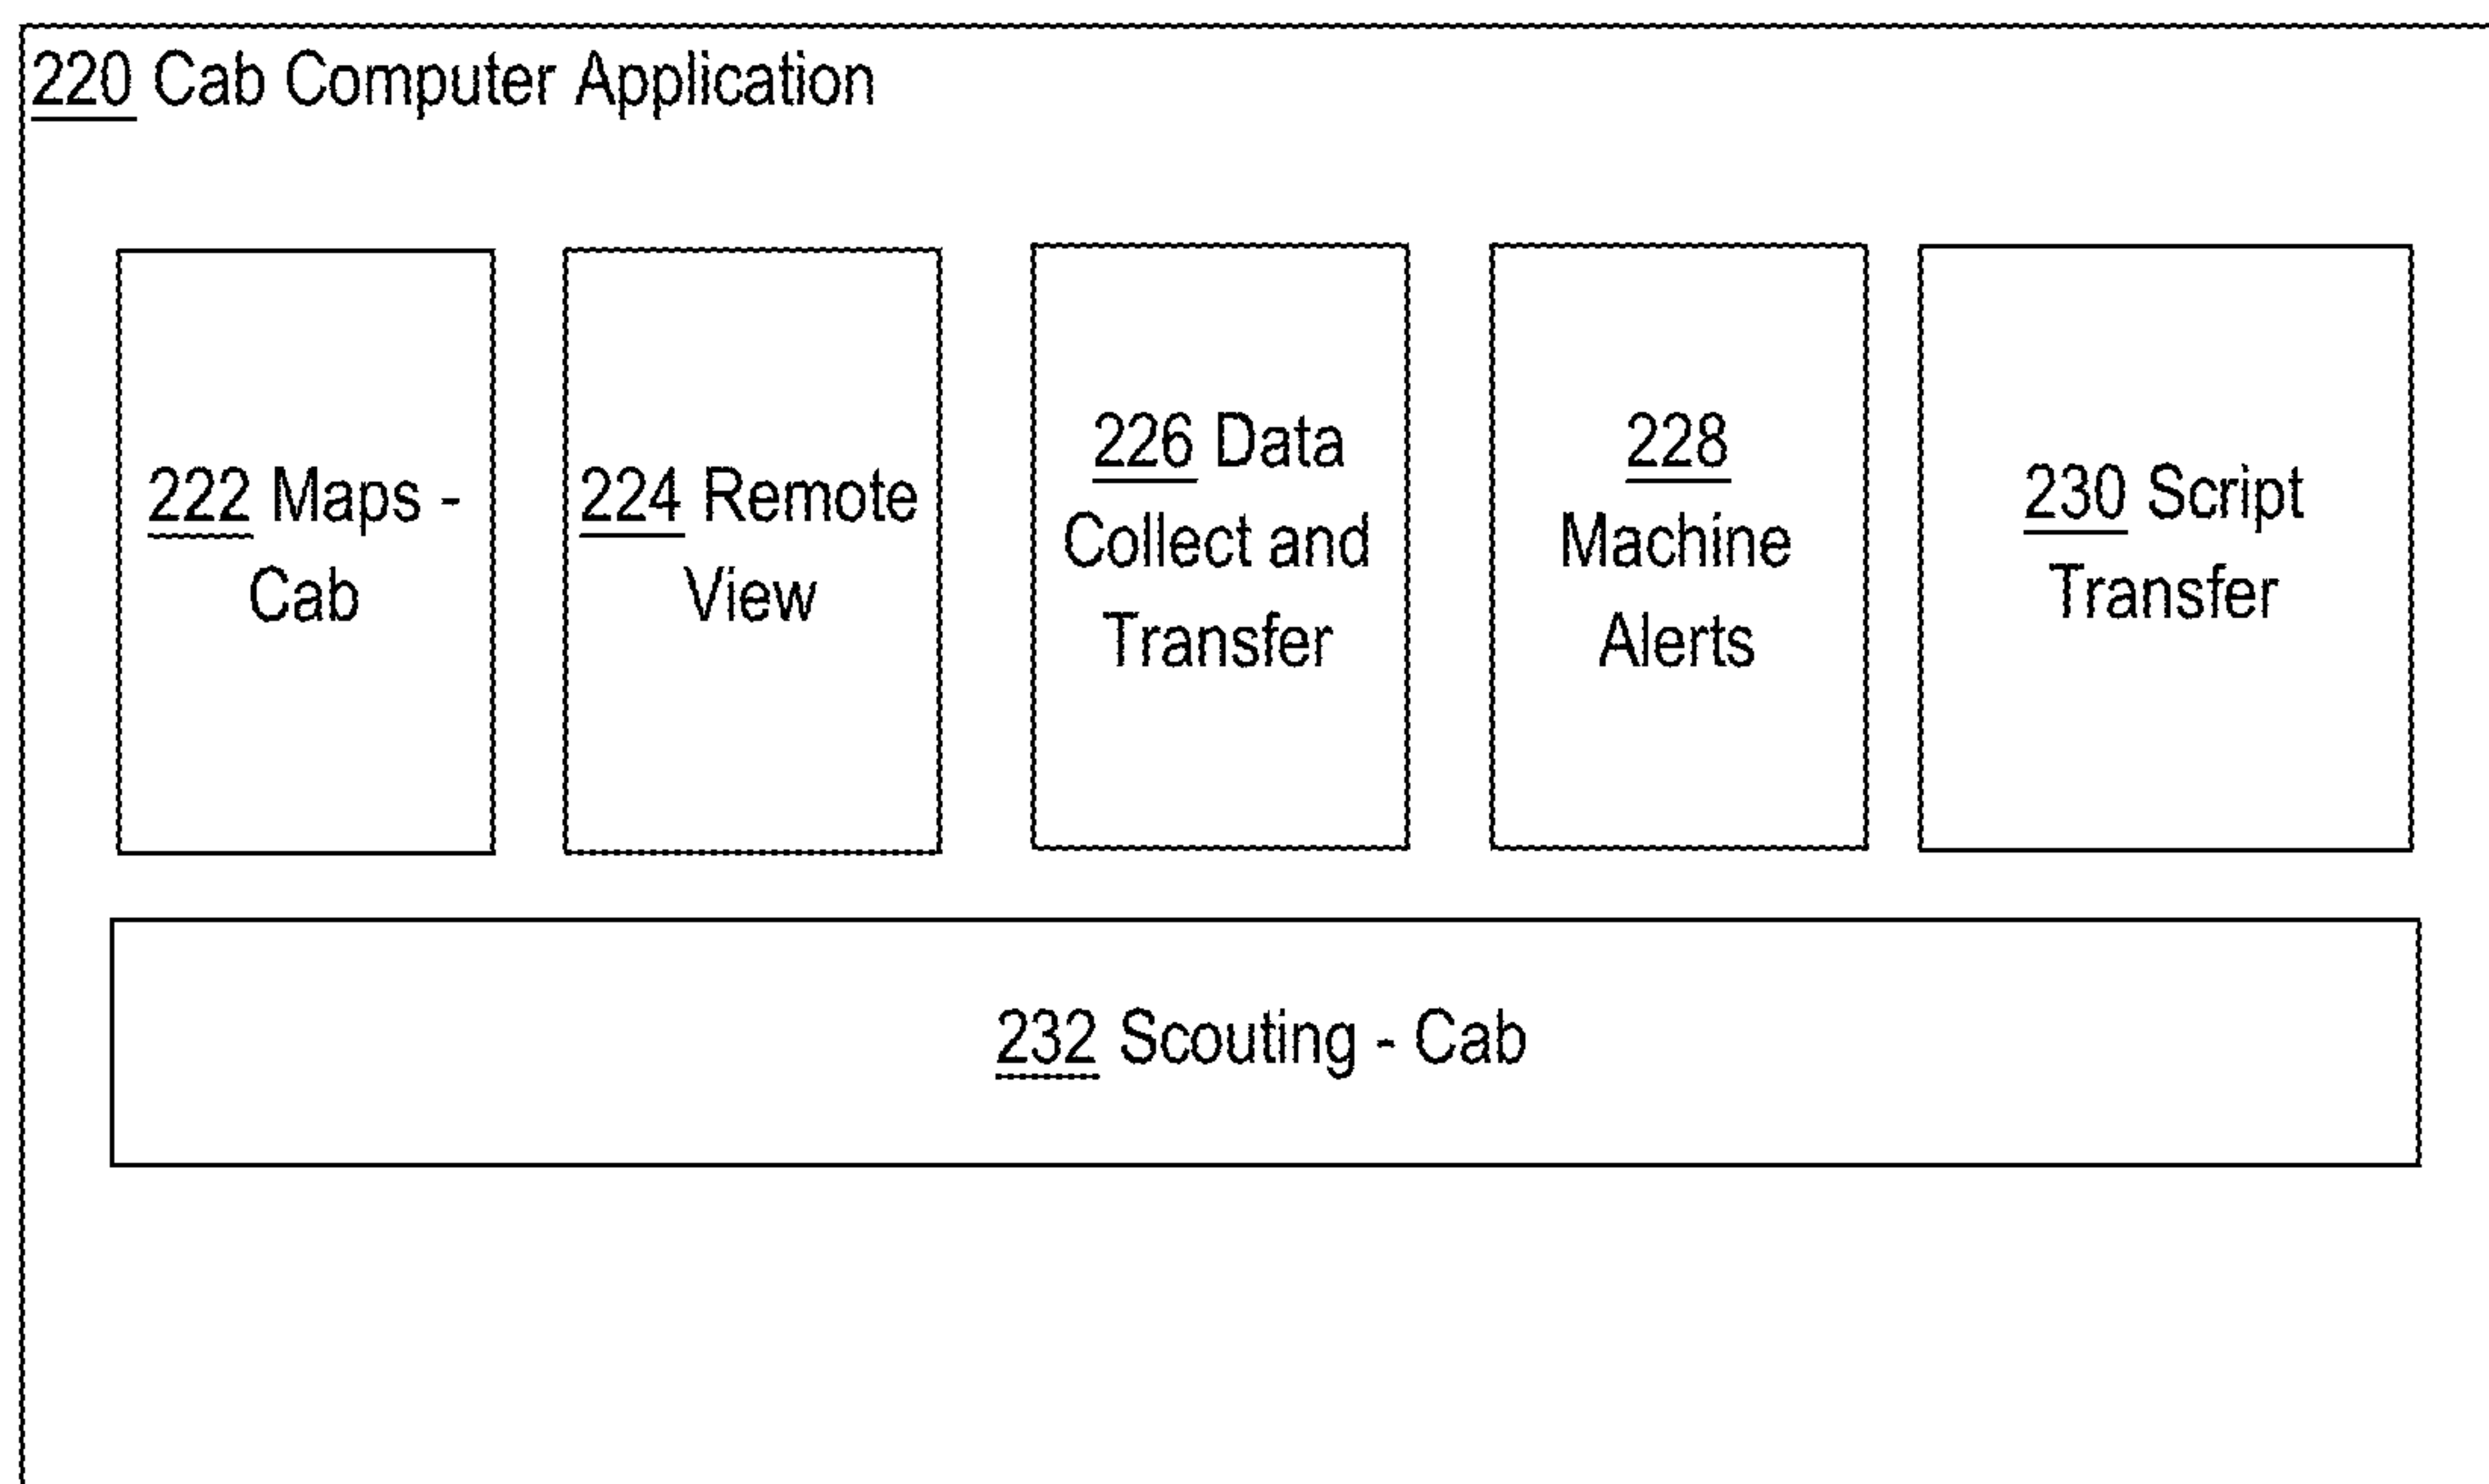 220 Cab Computer Application
222 Maps -
Cab
224 Remote
View
226 Data
Collect and
Transfer
228
Machine
Alerts
230 Script
Transfer
232 Scouting - Cab